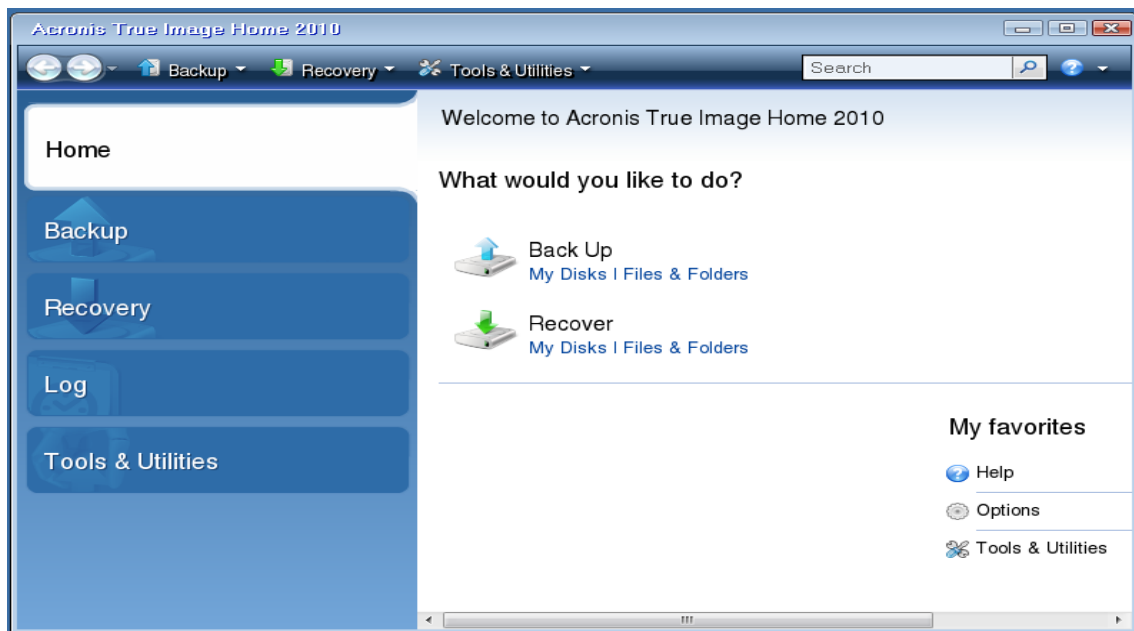 Acronis True Image Home 2010
Backup Recovery Tools & Utilities Search
Home
Backup
Recovery
Log
Tools & Utilities
Welcome to Acronis True Image Home 2010
What would you like to do?
Back Up
My Disks | Files & Folders
Recover
My Disks | Files & Folders
My favorites
Help
Options
Tools & Utilities